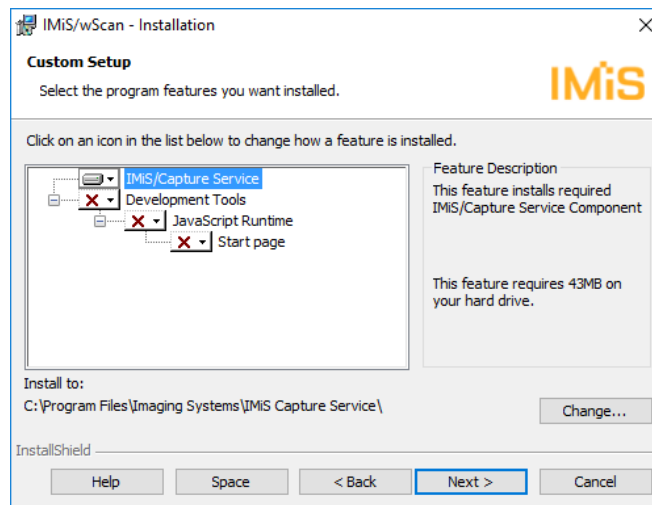 IMiS/wScan - Installation
Custom Setup
Select the program features you want installed.
IMiS
Click on an icon in the list below to change how a feature is installed.
IMiS/Capture Service
Development Tools
JavaScript Runtime
Start page
Feature Description
This feature installs required
IMiS/Capture Service Component
This feature requires 43MB on
your hard drive.
Install to:
C:\Program Files\Imaging Systems\IMiS Capture Service\
Change...
InstallShield
Help
Space
< Back
Next >
Cancel